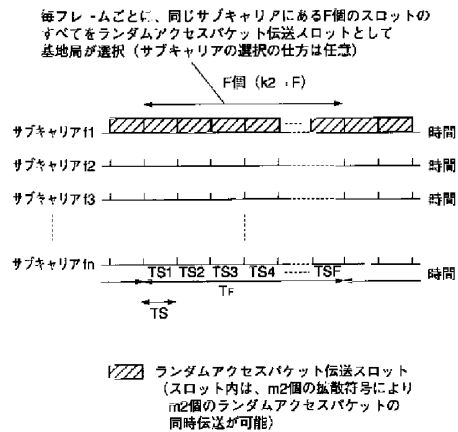 毎フレームごとに、同じサブキャリアにあるF個のスロットの
すべてをランダムアクセスパケット伝送スロットとして
基地局が選択（サブキャリアの選択の仕方は任意）
F個（k2=F）
サブキャリアf1
時間
サブキャリアf2
時間
サブキャリアf3
時間
サブキャリアfn
TS1 TS2 TS3 TS4 TSF
時間
TF
TS
ランダムアクセスパケット伝送スロット
（スロット内は、m2個の拡散符号により
m2個のランダムアクセスパケットの
同時伝送が可能）